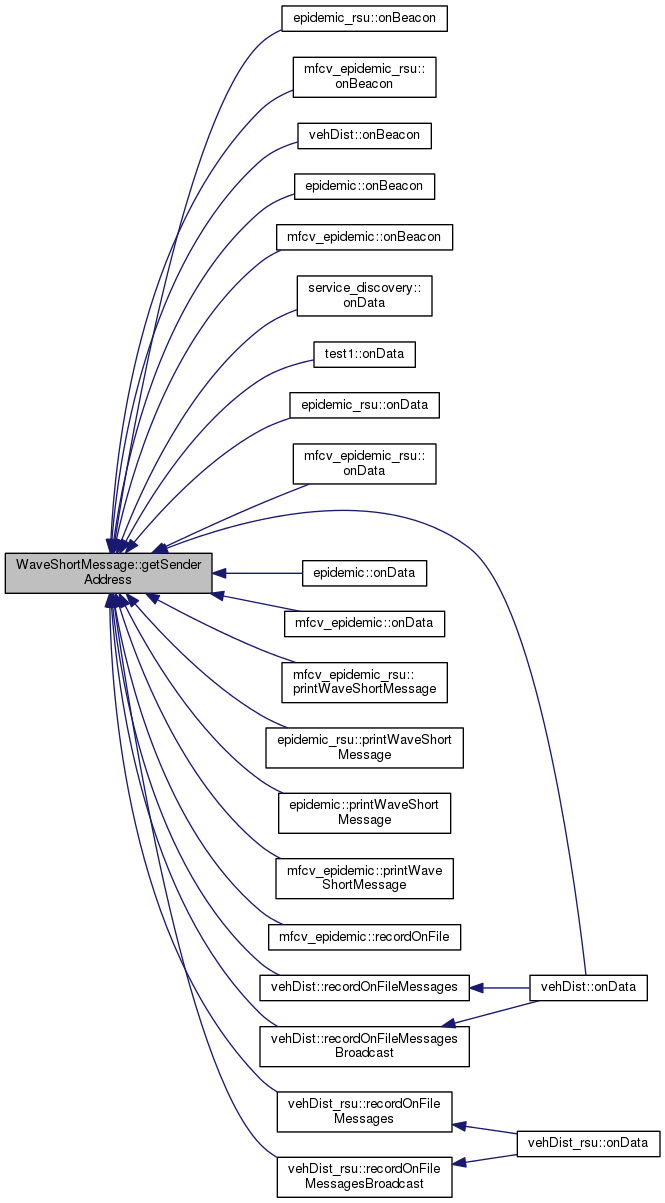 epidemic_rsu::onBeacon
mfcv_epidemic_rsu::
onBeacon
vehDist::onBeacon
epidemic::onBeacon
mfcv_epidemic::onBeacon
service_discovery::
onData
test1::onData
epidemic_rsu::onData
mfcv_epidemic_rsu::
onData
WaveShortMessage::getSender
Address
epidemic::onData
mfcv_epidemic::onData
mfcv_epidemic_rsu::
printWaveShortMessage
epidemic_rsu::printWaveShort
Message
epidemic::printWaveShort
Message
mfcv_epidemic::printWave
ShortMessage
mfcv_epidemic::recordOnFile
vehDist::recordOnFileMessages
vehDist::onData
vehDist::recordOnFileMessages
Broadcast
vehDist_rsu::recordOnFile
Messages
vehDist_rsu::onData
vehDist_rsu::recordOnFile
MessagesBroadcast